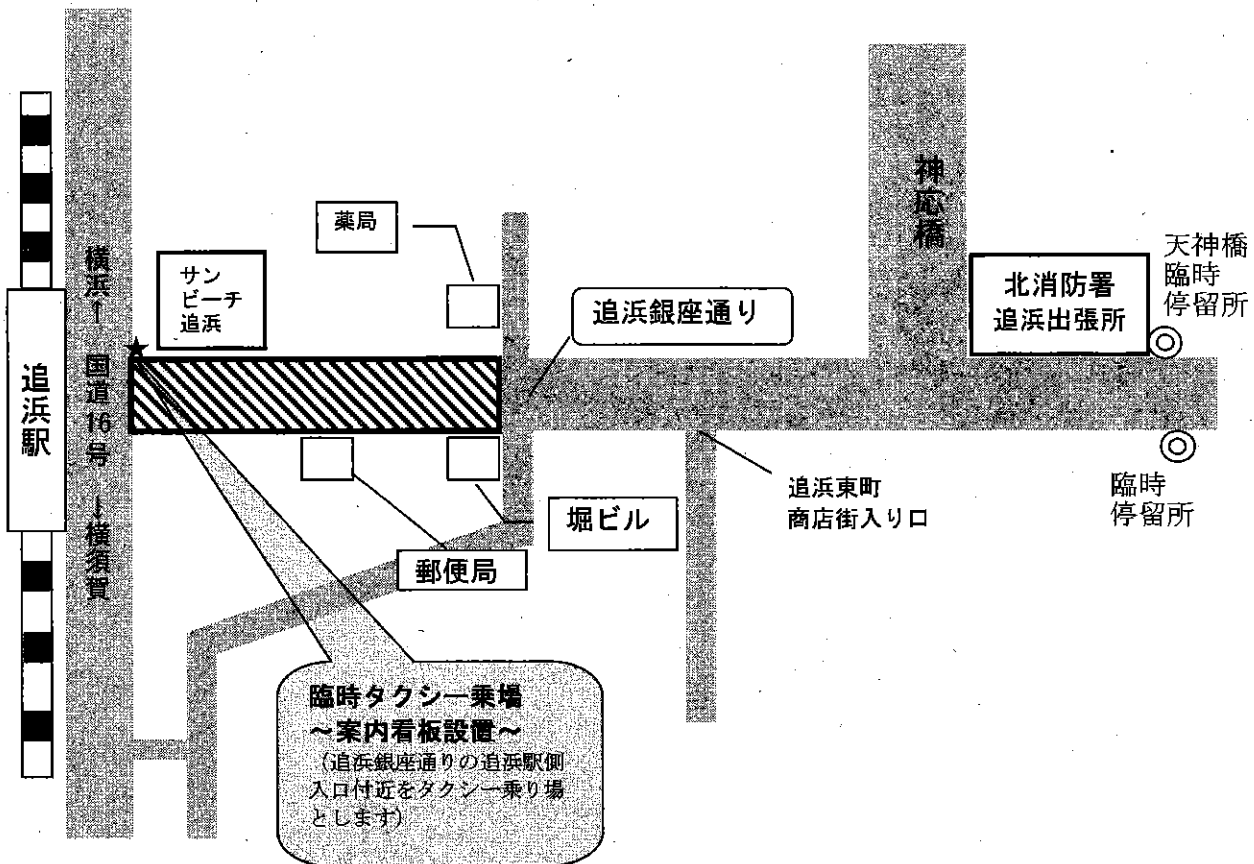 薬局
神応橋
横浜↑ 国道16号 ↓横須賀
サン
ビーチ
追浜
天神橋
臨時
停留所
北消防署
追浜出張所
追浜銀座通り
★
追浜駅
追浜東町
商店街入り口
臨時
停留所
堀ビル
郵便局
臨時タクシー乗場
～案内看板設置～
（追浜銀座通りの追浜駅側
入口付近をタクシー乗り場
とします）